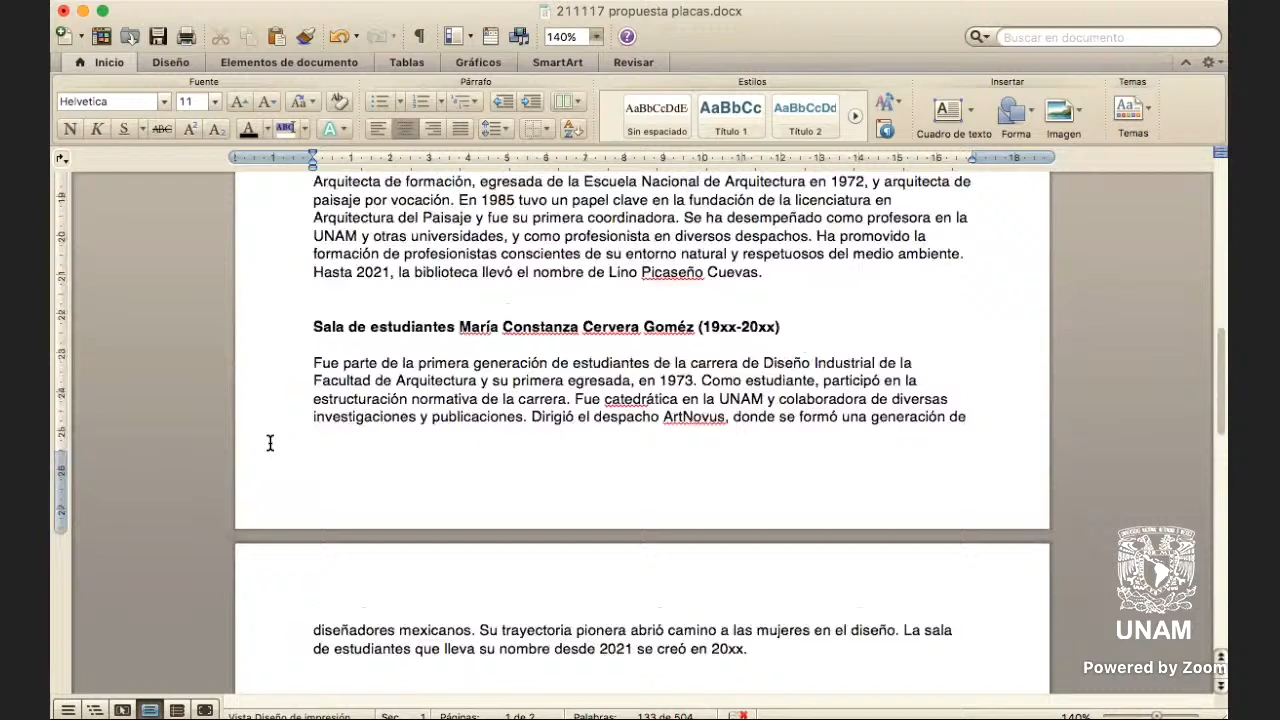 211117 propuesta placas.docx
140%
Buscar en documento
Inicio
Diseño
Elementos de documento
Tablas
Gráficos
SmartArt
Revisar
Fuente
Párrafo
Estilos
Insertar
Temas
Helvetica
11
AaBbCcDdE
AaBbCc
AaBbCcDd
Sin espaciado
Título 1
Título 2
Cuadro de texto
Forma
Imagen
Temas
N K S ABC A² A₂
Arquitecta de formación, egresada de la Escuela Nacional de Arquitectura en 1972, y arquitecta de
paisaje por vocación. En 1985 tuvo un papel clave en la fundación de la licenciatura en
Arquitectura del Paisaje y fue su primera coordinadora. Se ha desempeñado como profesora en la
UNAM y otras universidades, y como profesionista en diversos despachos. Ha promovido la
formación de profesionistas conscientes de su entorno natural y respetuosos del medio ambiente.
Hasta 2021, la biblioteca llevó el nombre de Lino Picaseño Cuevas.
Sala de estudiantes María Constanza Cervera Goméz (19xx-20xx)
Fue parte de la primera generación de estudiantes de la carrera de Diseño Industrial de la
Facultad de Arquitectura y su primera egresada, en 1973. Como estudiante, participó en la
estructuración normativa de la carrera. Fue catedrática en la UNAM y colaboradora de diversas
investigaciones y publicaciones. Dirigió el despacho ArtNovus, donde se formó una generación de
diseñadores mexicanos. Su trayectoria pionera abrió camino a las mujeres en el diseño. La sala
de estudiantes que lleva su nombre desde 2021 se creó en 20xx.
UNAM
Powered by Zoom
Vista Diseño de impresión
Sec. 1
Páginas: 1 de 2
Palabras: 133 de 504
140%